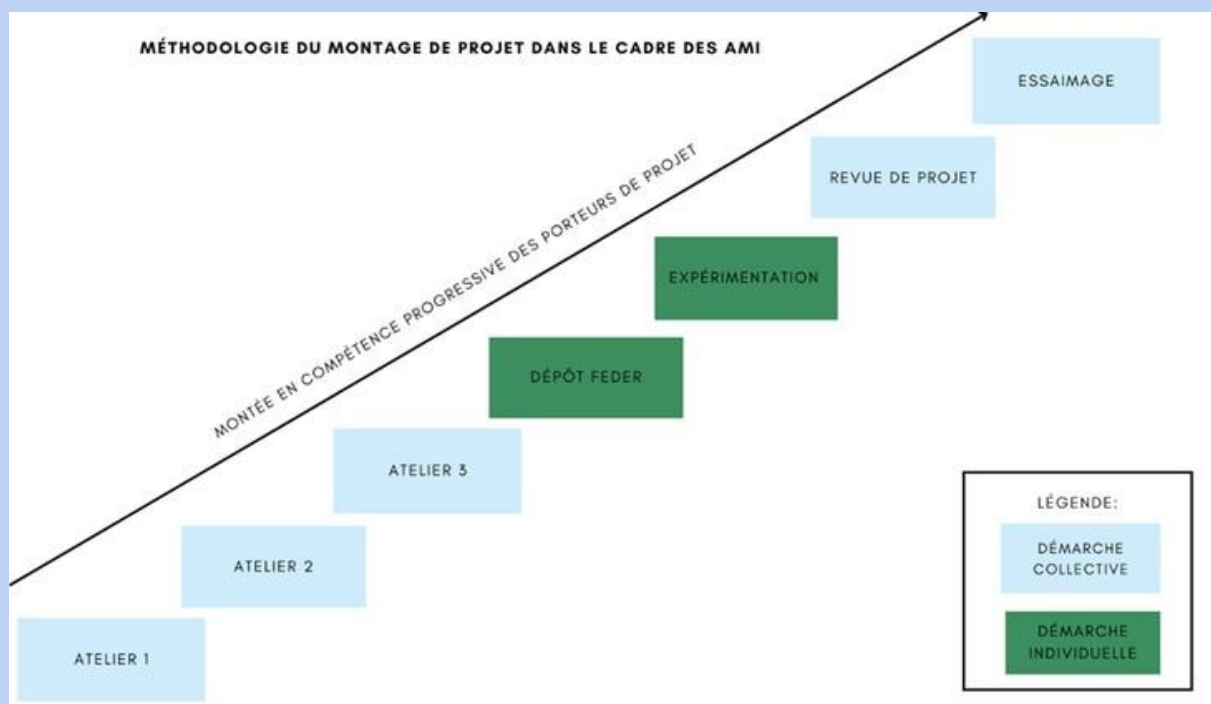 MÉTHODOLOGIE DU MONTAGE DE PROJET DANS LE CADRE DES AMI
ESSAIMAGE
REVUE DE PROJET
MONTÉE EN COMPÉTENCE PROGRESSIVE DES PORTEURS DE PROJET
EXPÉRIMENTATION
DÉPÔT FEDER
ATELIER 3
ATELIER 2
ATELIER 1
LÉGENDE:
DÉMARCHE
COLLECTIVE
DÉMARCHE
INDIVIDUELLE